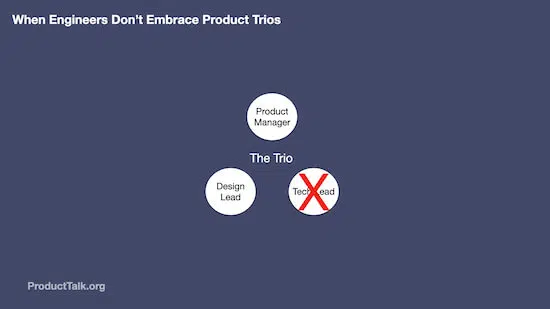 When Engineers Don't Embrace Product Trios
Product
Manager
The Trio
Design
Lead
Tech Lead
ProductTalk.org